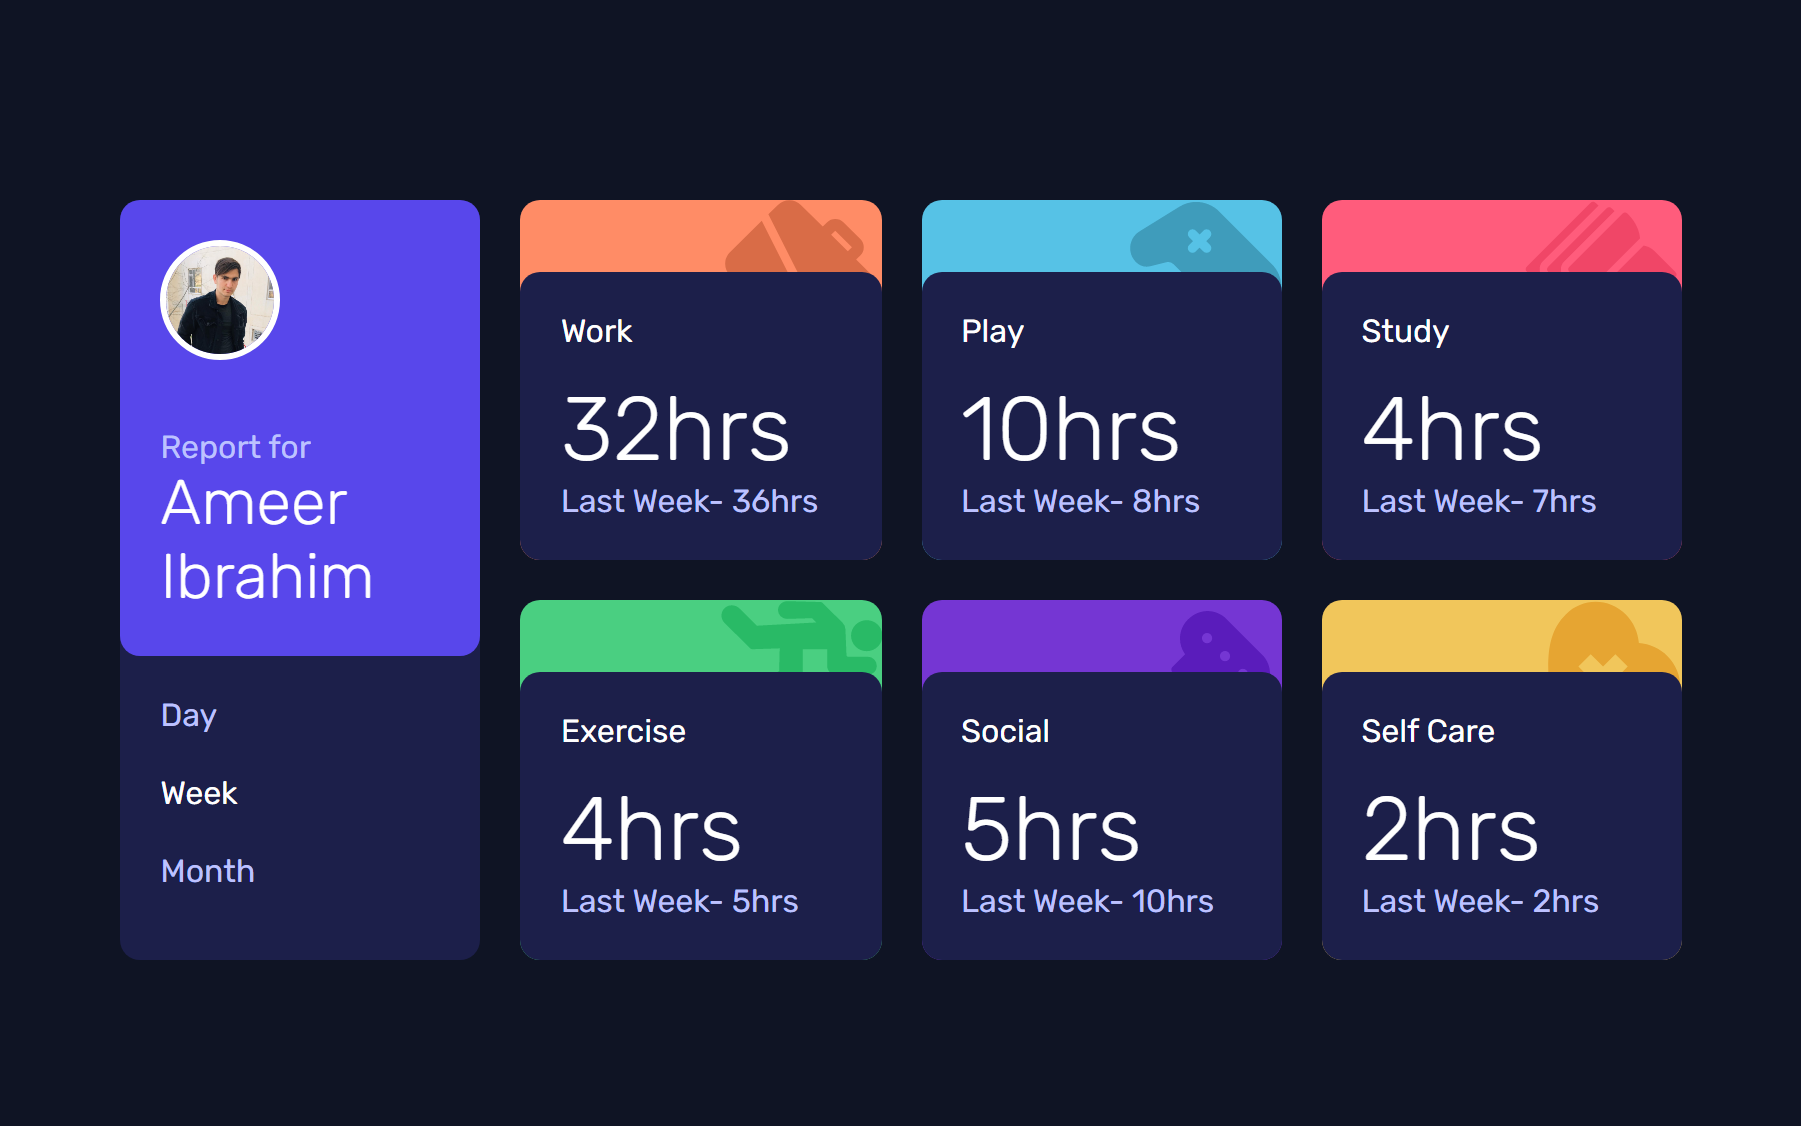 Report for
Ameer
Ibrahim
Day
Week
Month
Work
32hrs
Last Week- 36hrs
Play
10hrs
Last Week- 8hrs
Study
4hrs
Last Week- 7hrs
Exercise
4hrs
Last Week- 5hrs
Social
5hrs
Last Week- 10hrs
Self Care
2hrs
Last Week- 2hrs